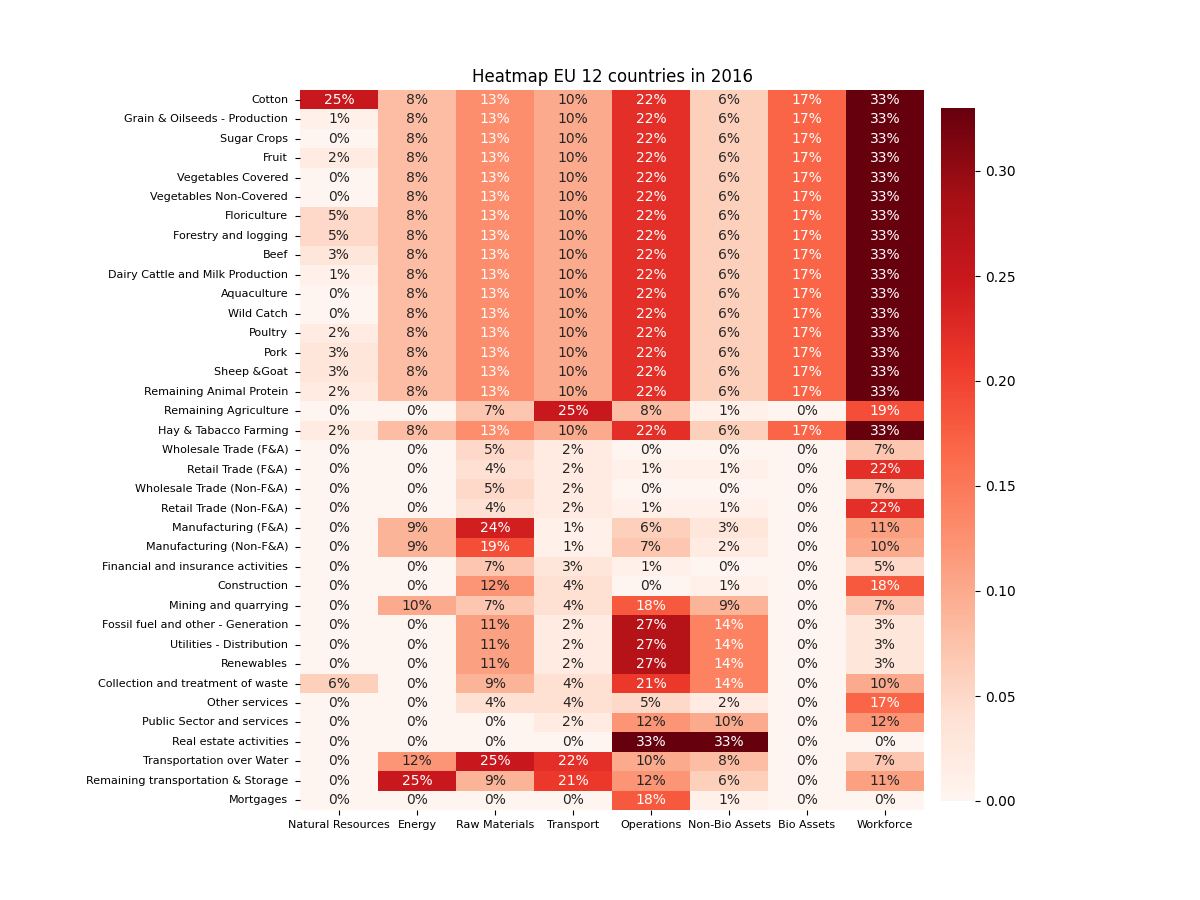 Heatmap EU 12 countries in 2016
Cotton 25% 8% 13% 10% 22% 6% 17% 33%
Grain & Oilseeds - Production 1% 8% 13% 10% 22% 6% 17% 33%
Sugar Crops 0% 8% 13% 10% 22% 6% 17% 33%
Fruit 2% 8% 13% 10% 22% 6% 17% 33%
Vegetables Covered 0% 8% 13% 10% 22% 6% 17% 33%
Vegetables Non-Covered 0% 8% 13% 10% 22% 6% 17% 33%
Floriculture 5% 8% 13% 10% 22% 6% 17% 33%
Forestry and logging 5% 8% 13% 10% 22% 6% 17% 33%
Beef 3% 8% 13% 10% 22% 6% 17% 33%
Dairy Cattle and Milk Production 1% 8% 13% 10% 22% 6% 17% 33%
Aquaculture 0% 8% 13% 10% 22% 6% 17% 33%
Wild Catch 0% 8% 13% 10% 22% 6% 17% 33%
Poultry 2% 8% 13% 10% 22% 6% 17% 33%
Pork 3% 8% 13% 10% 22% 6% 17% 33%
Sheep &Goat 3% 8% 13% 10% 22% 6% 17% 33%
Remaining Animal Protein 2% 8% 13% 10% 22% 6% 17% 33%
Remaining Agriculture 0% 0% 7% 25% 8% 1% 0% 19%
Hay & Tobacco Farming 2% 8% 13% 10% 22% 6% 17% 33%
Wholesale Trade (F&A) 0% 0% 5% 2% 0% 0% 0% 7%
Retail Trade (F&A) 0% 0% 4% 2% 1% 1% 0% 22%
Wholesale Trade (Non-F&A) 0% 0% 5% 2% 0% 0% 0% 7%
Retail Trade (Non-F&A) 0% 0% 4% 2% 1% 1% 0% 22%
Manufacturing (F&A) 0% 9% 24% 1% 6% 3% 0% 11%
Manufacturing (Non-F&A) 0% 9% 19% 1% 7% 2% 0% 10%
Financial and insurance activities 0% 0% 7% 3% 1% 0% 0% 5%
Construction 0% 0% 12% 4% 0% 1% 0% 18%
Mining and quarrying 0% 10% 7% 4% 18% 9% 0% 7%
Fossil fuel and other - Generation 0% 0% 11% 2% 27% 14% 0% 3%
Utilities - Distribution 0% 0% 11% 2% 27% 14% 0% 3%
Renewables 0% 0% 11% 2% 27% 14% 0% 3%
Collection and treatment of waste 6% 0% 9% 4% 21% 14% 0% 10%
Other services 0% 0% 4% 4% 5% 2% 0% 17%
Public Sector and services 0% 0% 0% 2% 12% 10% 0% 12%
Real estate activities 0% 0% 0% 0% 33% 33% 0% 0%
Transportation over Water 0% 12% 25% 22% 10% 8% 0% 7%
Remaining transportation & Storage 0% 25% 9% 21% 12% 6% 0% 11%
Mortgages 0% 0% 0% 0% 18% 1% 0% 0%
Natural Resources Energy Raw Materials Transport Operations Non-Bio Assets Bio Assets Workforce
0.30
0.25
0.20
0.15
0.10
0.05
0.00